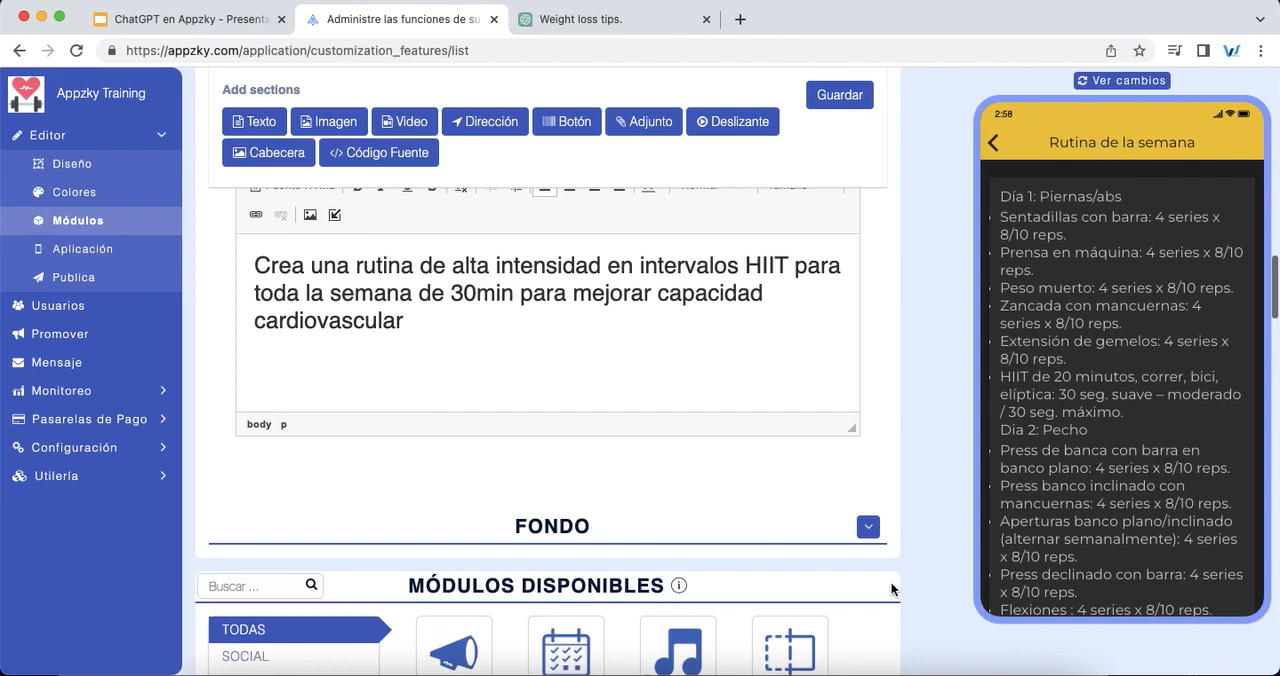 ChatGPT en Appzky - Presenta
Administre las funciones de su
Weight loss tips.
https://appzky.com/application/customization_features/list
Appzky Training
Editor
Diseño
Colores
Módulos
Aplicación
Publica
Usuarios
Promover
Mensaje
Monitoreo
Pasarelas de Pago
Configuración
Utilería
Add sections
Guardar
Texto
Imagen
Video
Dirección
Botón
Adjunto
Deslizante
Cabecera
</> Código Fuente
Crea una rutina de alta intensidad en intervalos HIIT para
toda la semana de 30min para mejorar capacidad
cardiovascular
body p
FONDO
Buscar ...
MÓDULOS DISPONIBLES
TODAS
SOCIAL
Ver cambios
2:58
Rutina de la semana
Día 1: Piernas/abs
Sentadillas con barra: 4 series x
8/10 reps.
Prensa en máquina: 4 series x 8/10
reps.
Peso muerto: 4 series x 8/10 reps.
Zancada con mancuernas: 4
series x 8/10 reps.
Extensión de gemelos: 4 series x
8/10 reps.
HIIT de 20 minutos, correr, bici,
elíptica: 30 seg. suave – moderado
/ 30 seg. máximo.
Dia 2: Pecho
Press de banca con barra en
banco plano: 4 series x 8/10 reps.
Press banco inclinado con
mancuernas: 4 series x 8/10 reps.
Aperturas banco plano/inclinado
(alternar semanalmente): 4 series
x 8/10 reps.
Press declinado con barra: 4 series
x 8/10 reps.
Flexiones : 4 series x 8/10 reps.